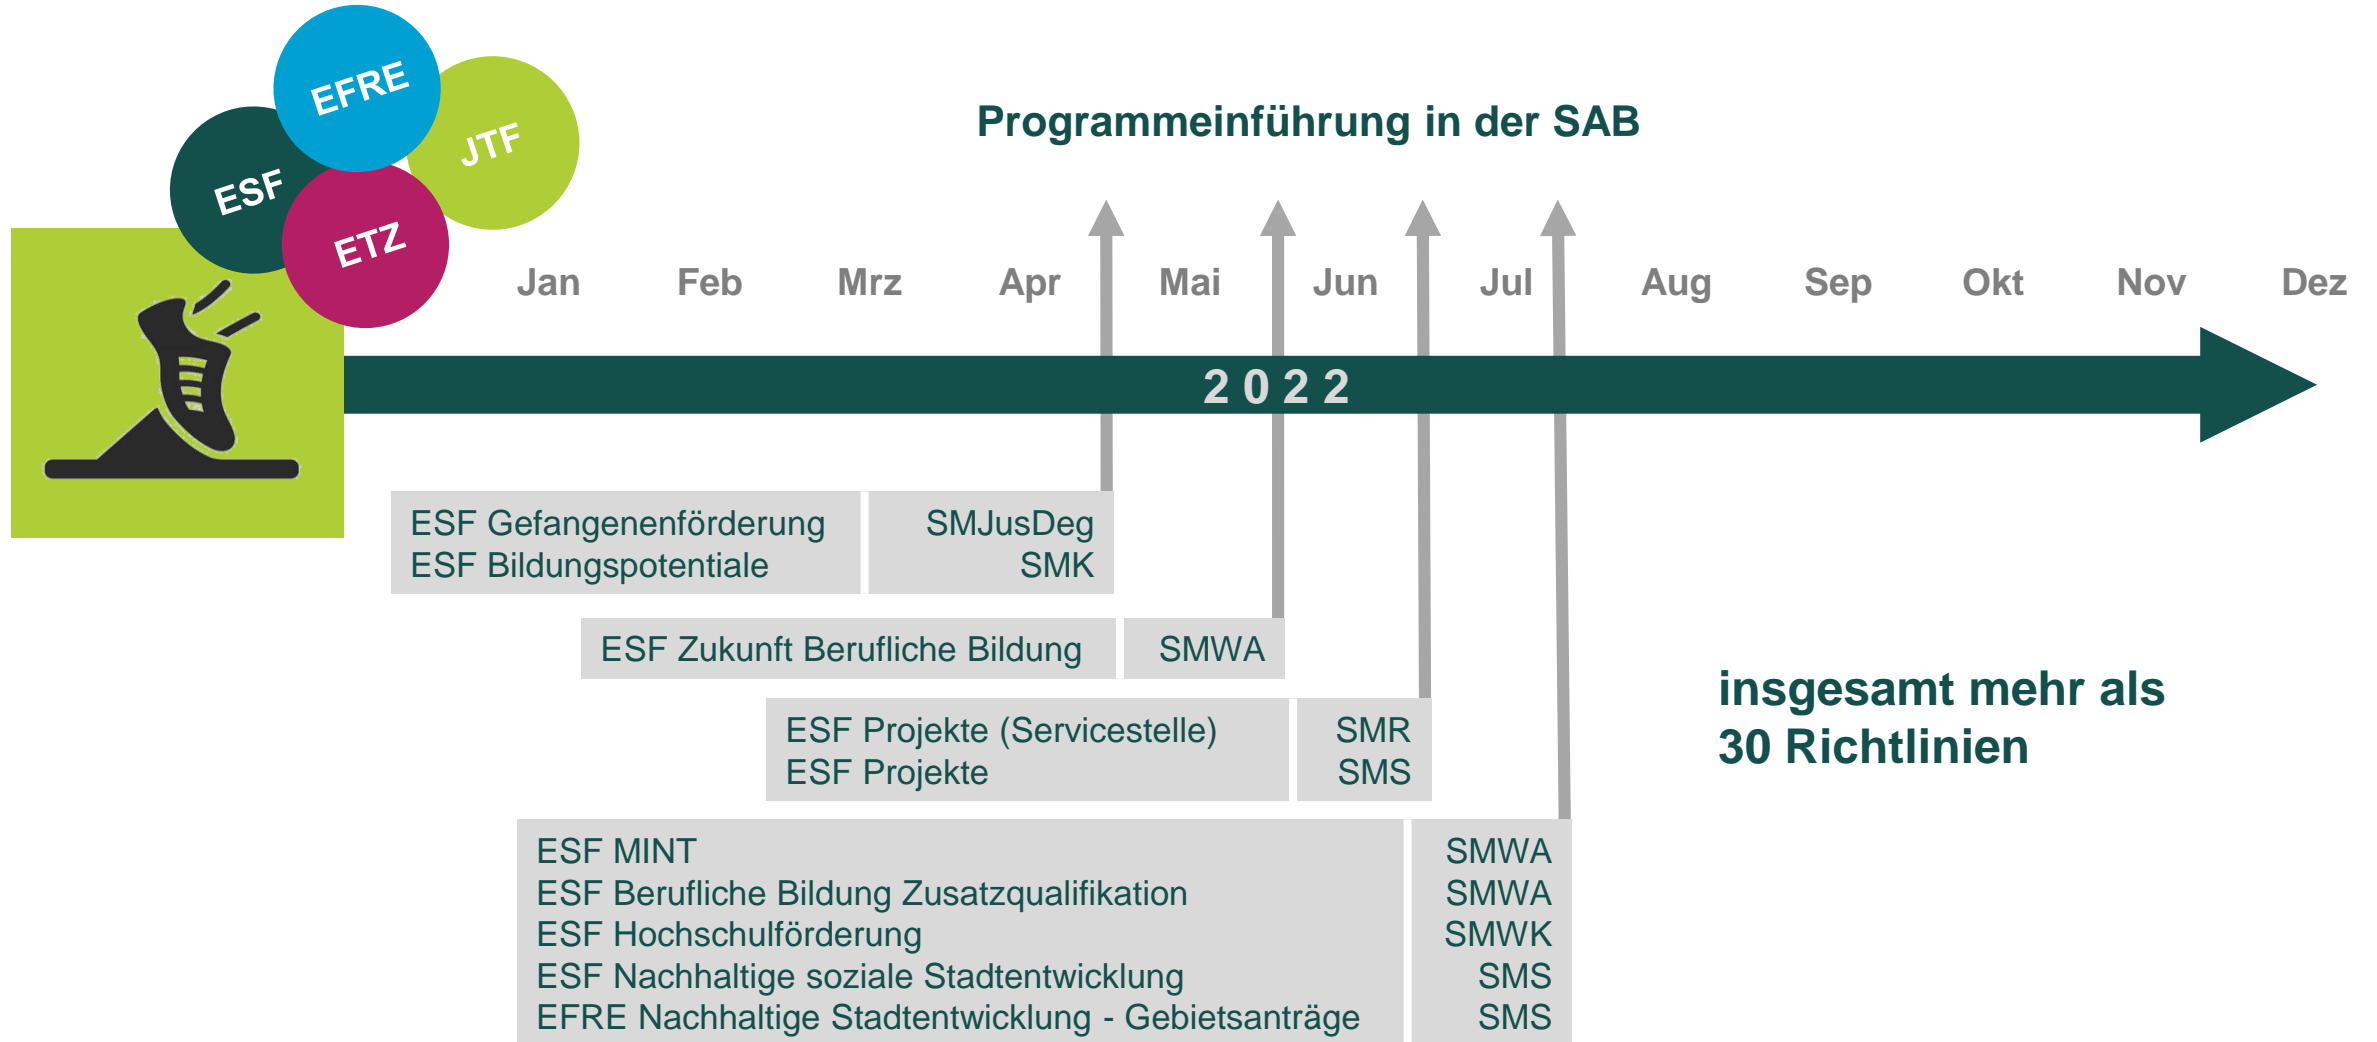 EFRE
JTF
ESF
ETZ
Programmeinführung in der SAB
Jan Feb Mrz Apr Mai Jun Jul Aug Sep Okt Nov Dez
2 0 2 2
ESF Gefangenenförderung SMJusDeg
ESF Bildungspotentiale SMK
ESF Zukunft Berufliche Bildung SMWA
ESF Projekte (Servicestelle) SMR
ESF Projekte SMS
insgesamt mehr als
30 Richtlinien
ESF MINT SMWA
ESF Berufliche Bildung Zusatzqualifikation SMWA
ESF Hochschulförderung SMWK
ESF Nachhaltige soziale Stadtentwicklung SMS
EFRE Nachhaltige Stadtentwicklung - Gebietsanträge SMS